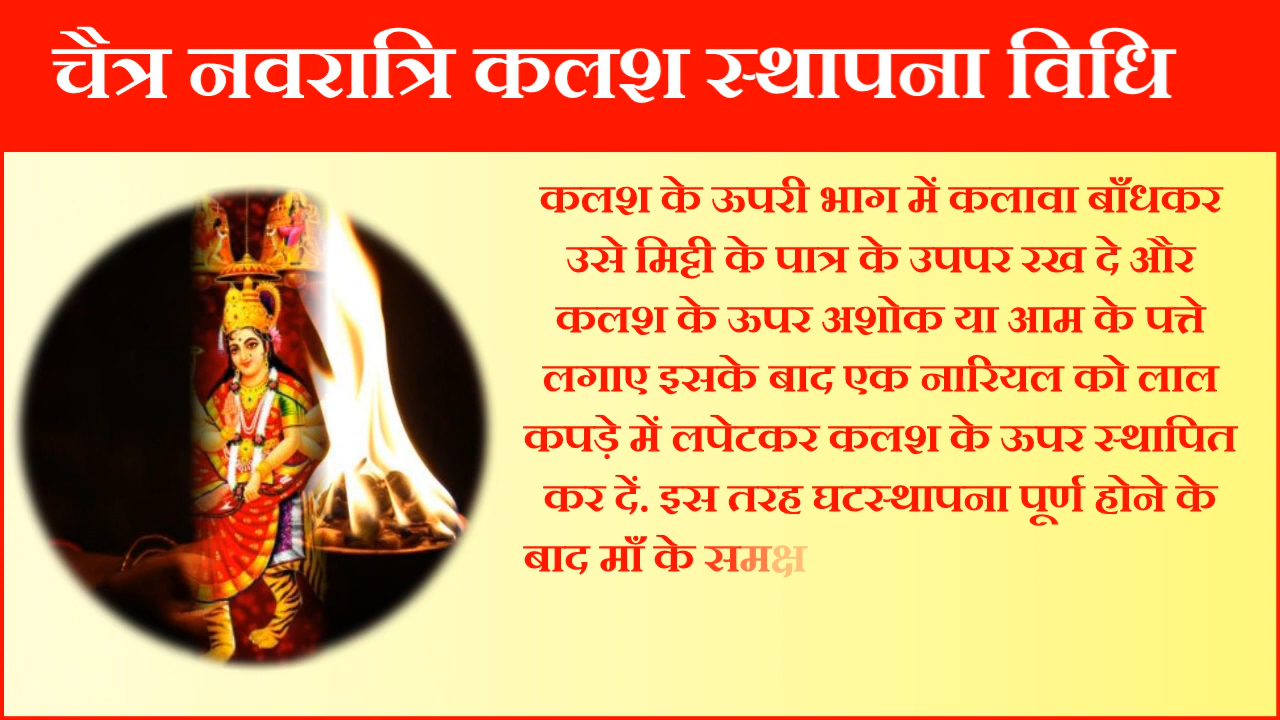 चैत्र नवरात्रि कलश स्थापना विधि
कलश के ऊपरी भाग में कलावा बाँधकर
उसे मिट्टी के पात्र के उपपर रख दे और
कलश के ऊपर अशोक या आम के पत्ते
लगाए इसके बाद एक नारियल को लाल
कपड़े में लपेटकर कलश के ऊपर स्थापित
कर दें. इस तरह घटस्थापना पूर्ण होने के
बाद माँ के समक्ष